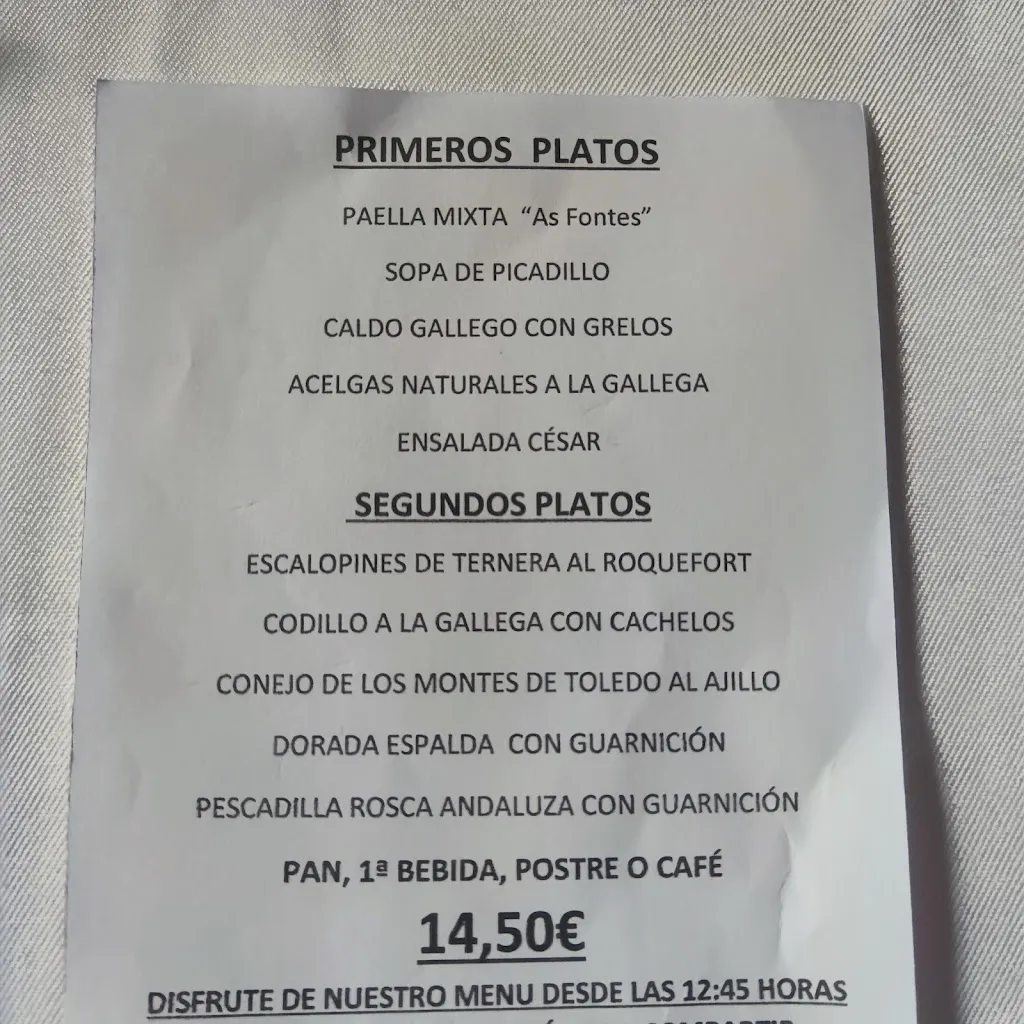 PRIMEROS PLATOS
PAELLA MIXTA “As Fontes”
SOPA DE PICADILLO
CALDO GALLEGO CON GRELOS
ACELGAS NATURALES A LA GALLEGA
ENSALADA CÉSAR
SEGUNDOS PLATOS
ESCALOPINES DE TERNERA AL ROQUEFORT
CODILLO A LA GALLEGA CON CACHELOS
CONEJO DE LOS MONTES DE TOLEDO AL AJILLO
DORADA ESPALDA CON GUARNICIÓN
PESCADILLA ROSCA ANDALUZA CON GUARNICIÓN
PAN, 1ª BEBIDA, POSTRE O CAFÉ
14,50€
DISFRUTE DE NUESTRO MENU DESDE LAS 12:45 HORAS